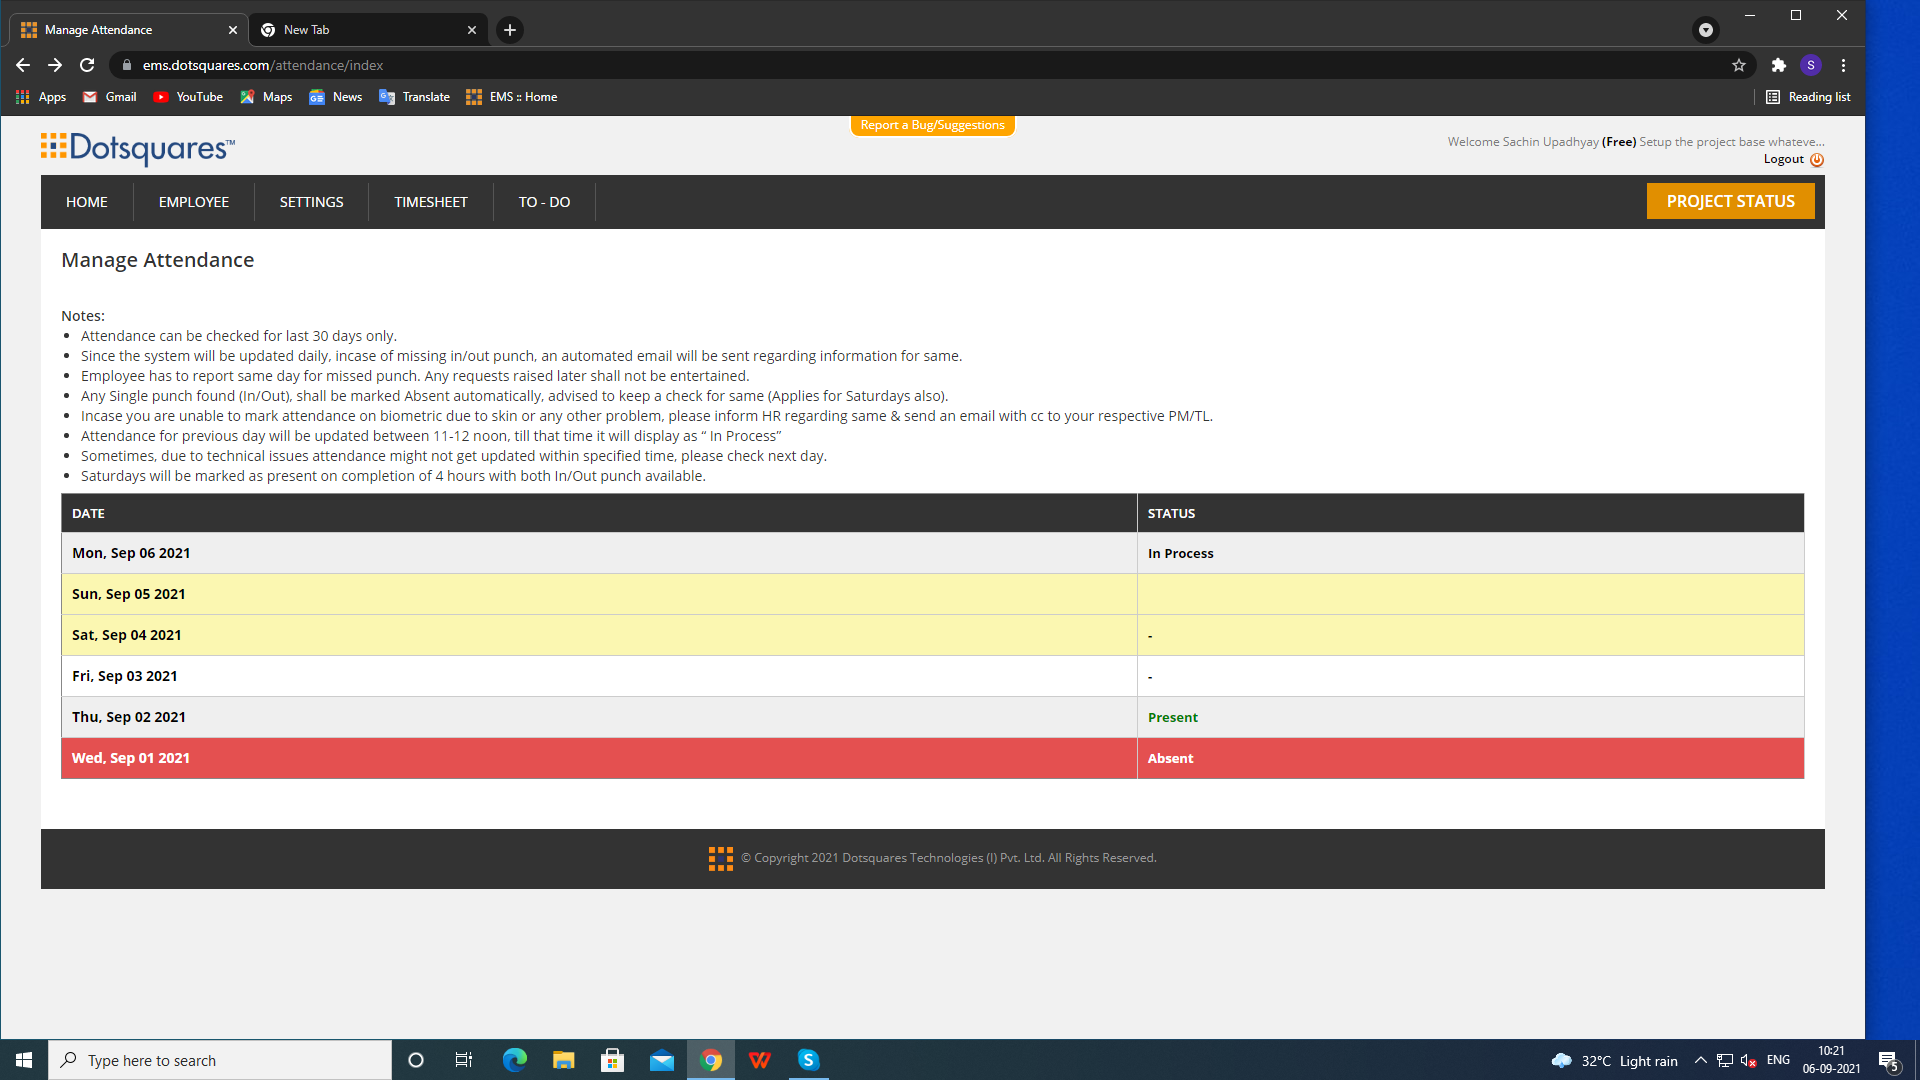 Manage Attendance
New Tab
ems.dotsquares.com/attendance/index
S
Apps
Gmail
YouTube
Maps
News
Translate
EMS :: Home
Reading list
Report a Bug/Suggestions
Dotsquares™
Welcome Sachin Upadhyay (Free) Setup the project base whateve...
Logout
HOME
EMPLOYEE
SETTINGS
TIMESHEET
TO - DO
PROJECT STATUS
Manage Attendance
Notes:
• Attendance can be checked for last 30 days only.
• Since the system will be updated daily, incase of missing in/out punch, an automated email will be sent regarding information for same.
• Employee has to report same day for missed punch. Any requests raised later shall not be entertained.
• Any Single punch found (In/Out), shall be marked Absent automatically, advised to keep a check for same (Applies for Saturdays also).
• Incase you are unable to mark attendance on biometric due to skin or any other problem, please inform HR regarding same & send an email with cc to your respective PM/TL.
• Attendance for previous day will be updated between 11-12 noon, till that time it will display as “ In Process”
• Sometimes, due to technical issues attendance might not get updated within specified time, please check next day.
• Saturdays will be marked as present on completion of 4 hours with both In/Out punch available.
DATE STATUS
Mon, Sep 06 2021 In Process
Sun, Sep 05 2021
Sat, Sep 04 2021 -
Fri, Sep 03 2021 -
Thu, Sep 02 2021 Present
Wed, Sep 01 2021 Absent
© Copyright 2021 Dotsquares Technologies (I) Pvt. Ltd. All Rights Reserved.
Type here to search
32°C Light rain
ENG
10:21
06-09-2021
5